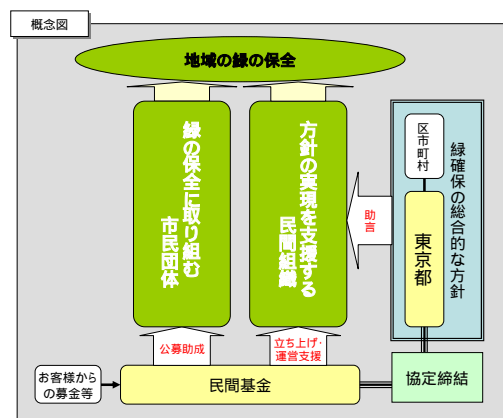 概念図
地域の緑の保全
緑の保全に取り組む
市民団体
方針の実現を支援する
民間組織
区市町村
緑確保の総合的な方針
東京都
助言
公募助成
立ち上げ・
運営支援
お客様から
の募金等
民間基金
協定締結